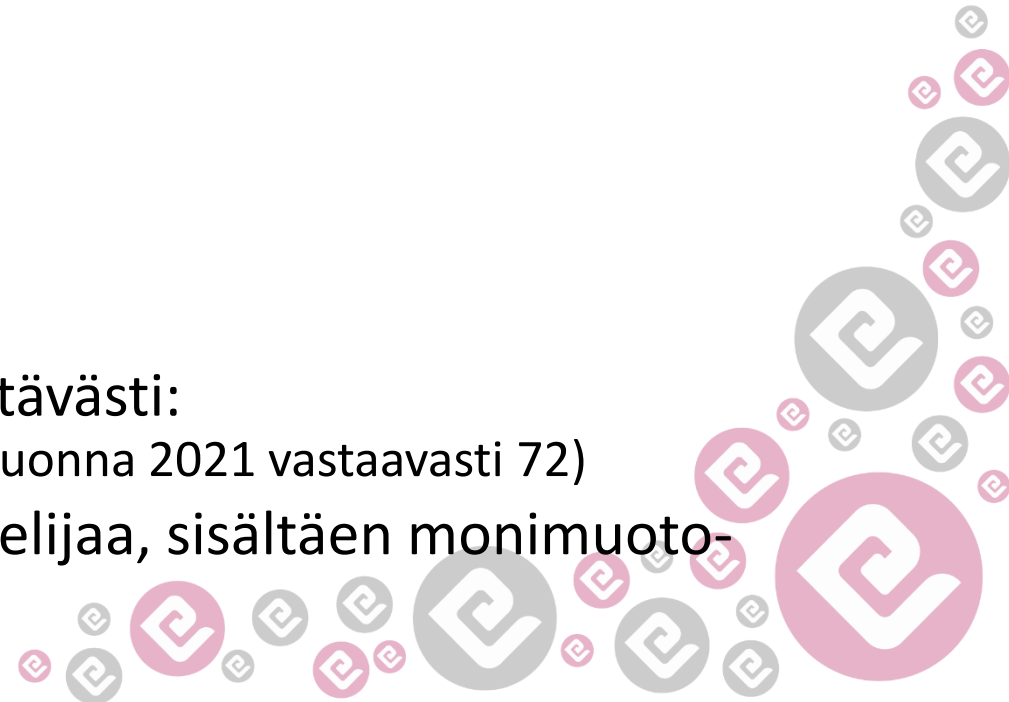 tävästi:
uonna 2021 vastaavasti 72)
elijaa, sisältäen monimuoto-